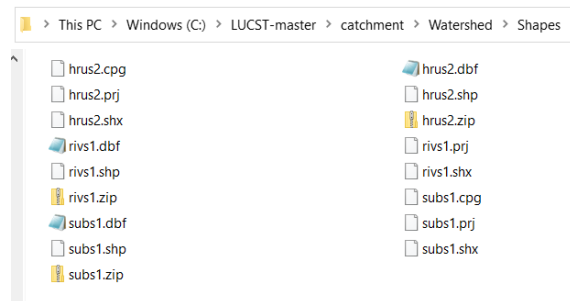 This PC > Windows (C:) > LUCST-master > catchment > Watershed > Shapes
hrus2.cpg hrus2.dbf
hrus2.prj hrus2.shp
hrus2.shx hrus2.zip
rivs1.dbf rivs1.prj
rivs1.shp rivs1.shx
rivs1.zip subs1.cpg
subs1.dbf subs1.prj
subs1.shp subs1.shx
subs1.zip